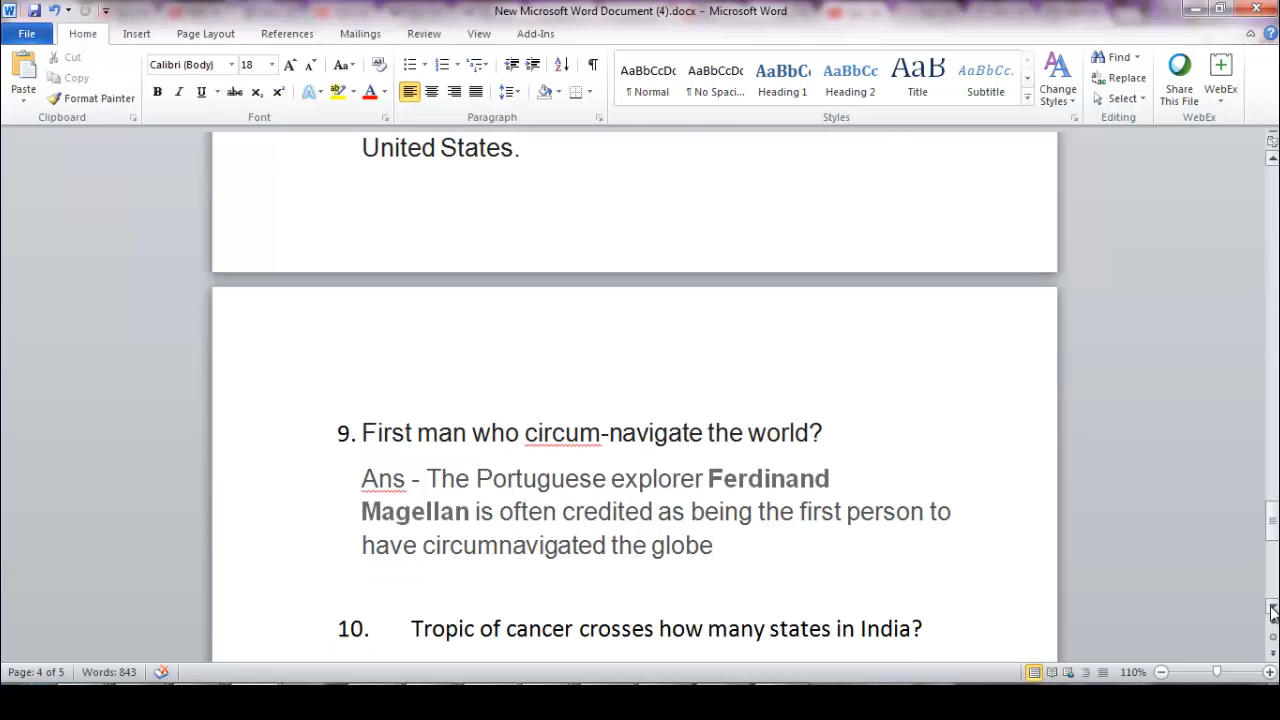 New Microsoft Word Document (4).docx - Microsoft Word
File Home Insert Page Layout References Mailings Review View Add-Ins
Cut
Copy
Format Painter
Paste
Clipboard
Calibri (Body) 18
Font
Paragraph
AaBbCcDc AaBbCcDc AaBbC AaBbCc AaB AaBbCc.
¶ Normal ¶ No Spaci... Heading 1 Heading 2 Title Subtitle
Change Styles
Styles
Find
Replace
Select
Editing
Share This File
WebEx
WebEx
United States.
9. First man who circum-navigate the world?
Ans - The Portuguese explorer Ferdinand
Magellan is often credited as being the first person to
have circumnavigated the globe
10. Tropic of cancer crosses how many states in India?
Page: 4 of 5 Words: 843 110%